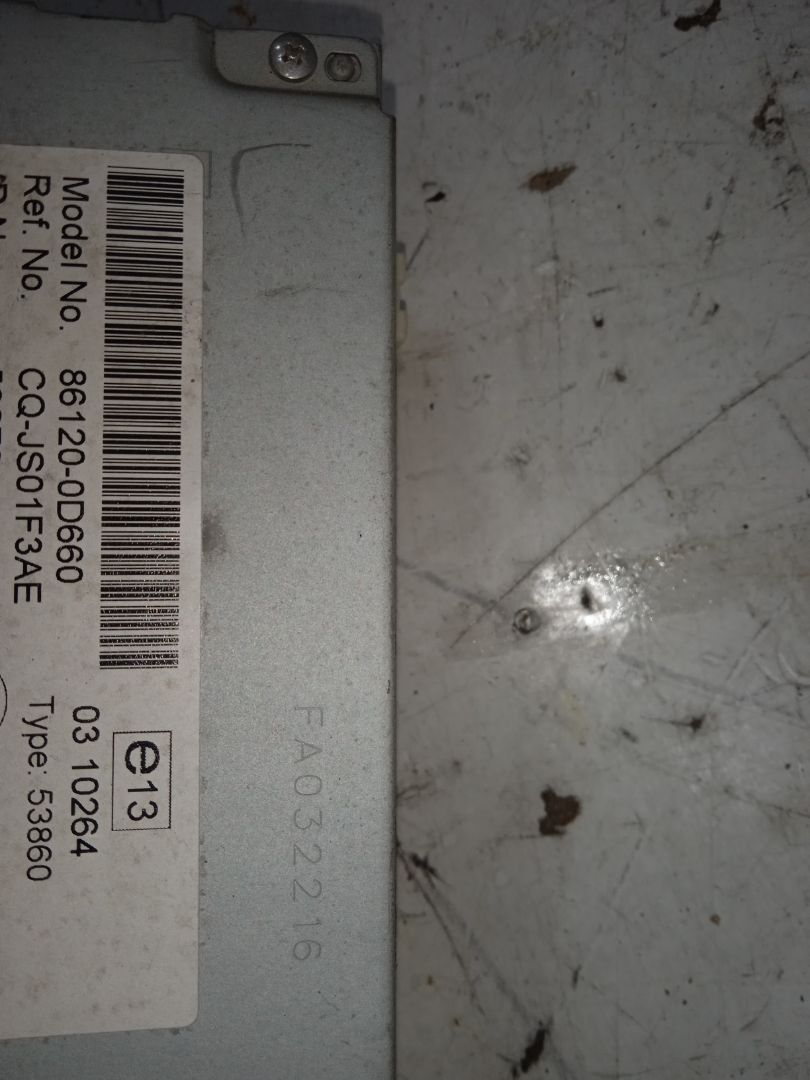 e13
Model No. 86120-0D660 03 10264
Ref. No. CQ-JS01F3AE Type: 53860
FA032216